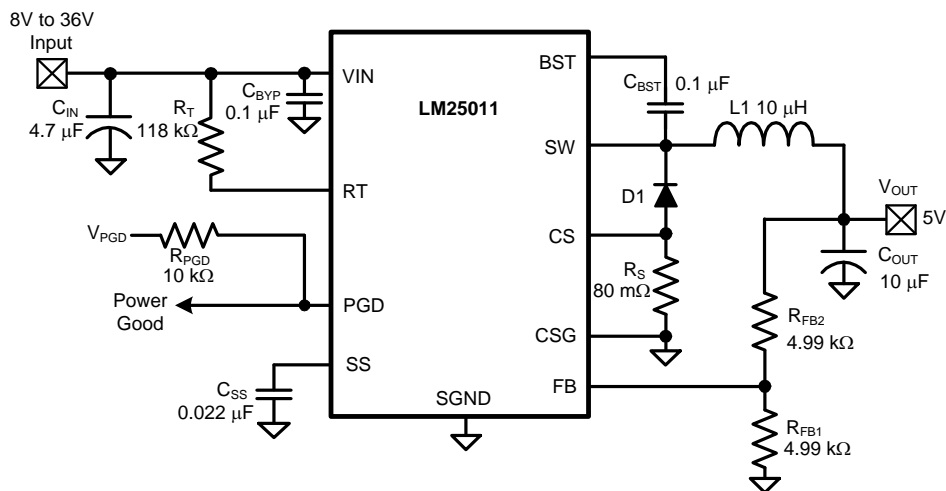 8V to 36V
Input
VIN
BST
C_BYP
0.1 μF
C_BST
0.1 μF
C_IN
4.7 μF
R_T
118 kΩ
LM25011
L1 10 μH
SW
RT
D1
V_OUT
5V
V_PGD
CS
R_PGD
10 kΩ
R_S
80 mΩ
C_OUT
10 μF
Power
Good
PGD
CSG
R_FB2
4.99 kΩ
SS
C_SS
0.022 μF
SGND
FB
R_FB1
4.99 kΩ